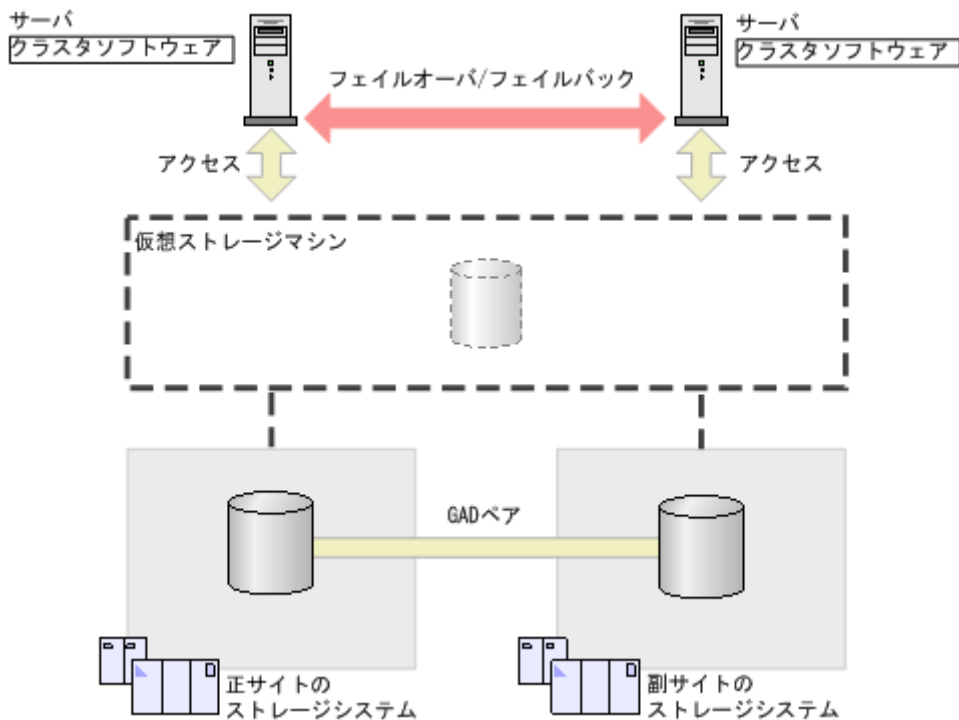 サーバ
クラスタソフトウェア
サーバ
クラスタソフトウェア
フェイルオーバ/フェイルバック
アクセス
アクセス
仮想ストレージマシン
GADペア
正サイトの
ストレージシステム
副サイトの
ストレージシステム